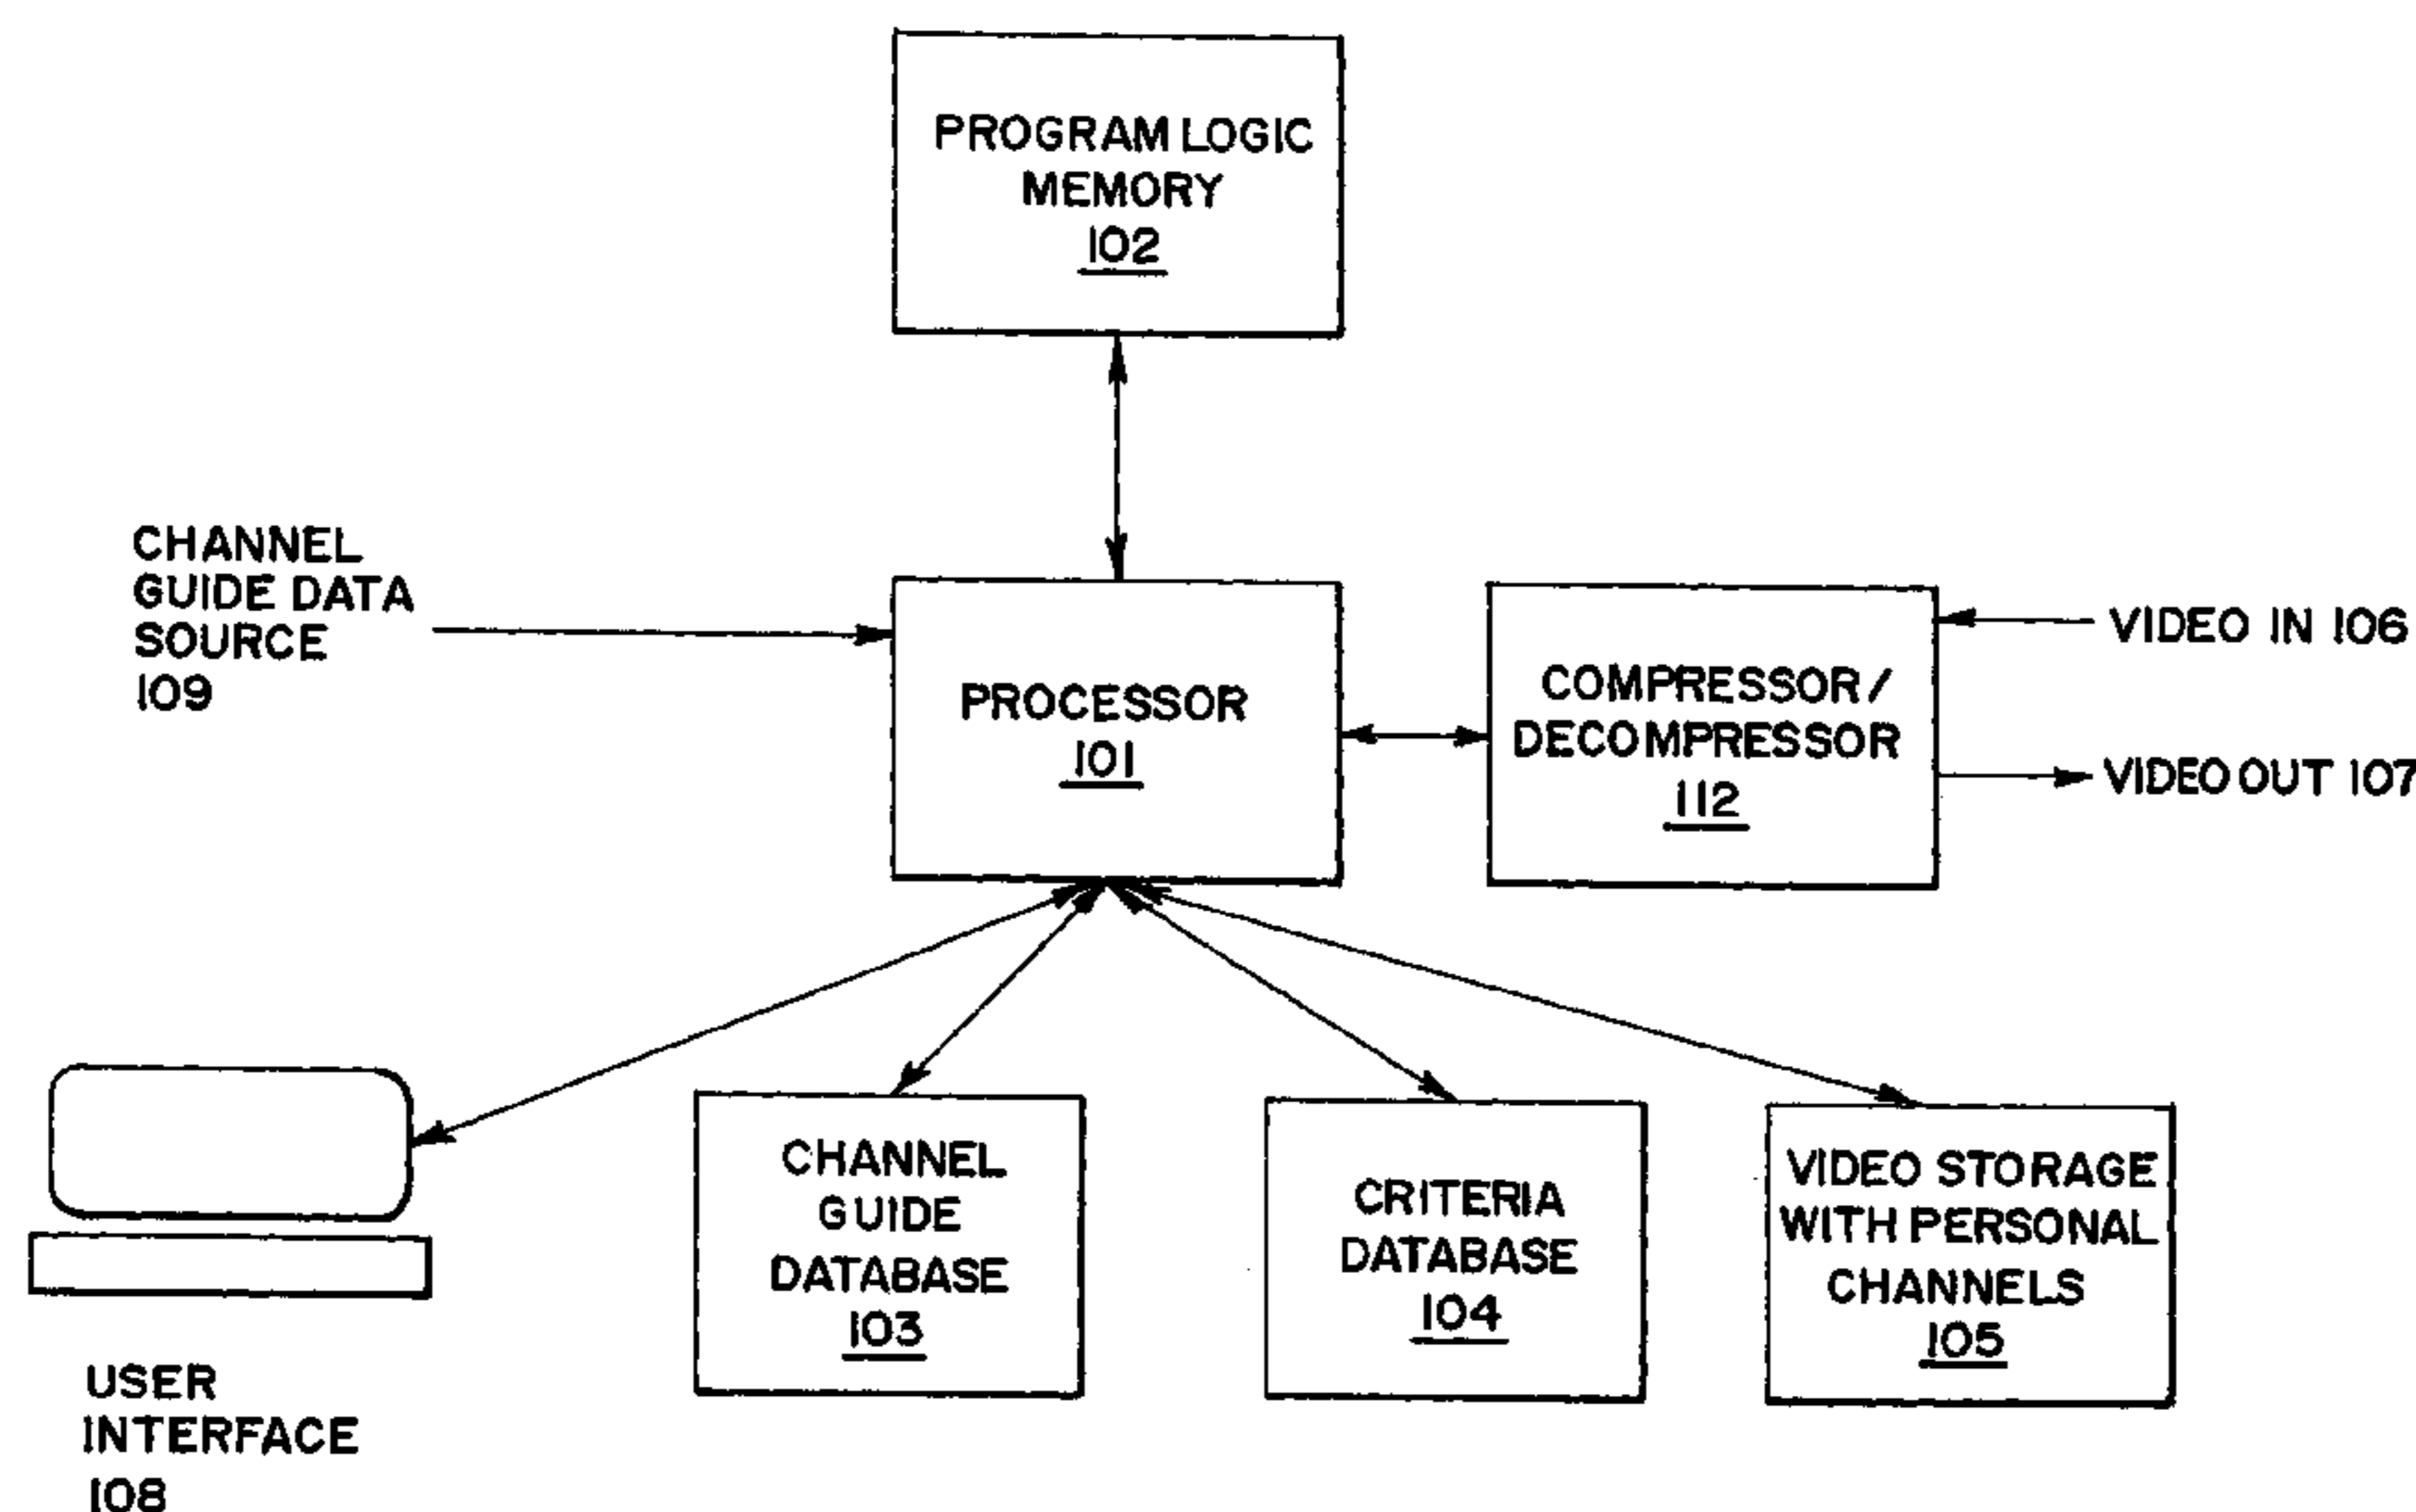 PROGRAM LOGIC
MEMORY
102
CHANNEL
GUIDE DATA
SOURCE
109
PROCESSOR
101
COMPRESSOR/
DECOMPRESSOR
112
VIDEO IN 106
VIDEO OUT 107
USER
INTERFACE
108
CHANNEL
GUIDE
DATABASE
103
CRITERIA
DATABASE
104
VIDEO STORAGE
WITH PERSONAL
CHANNELS
105